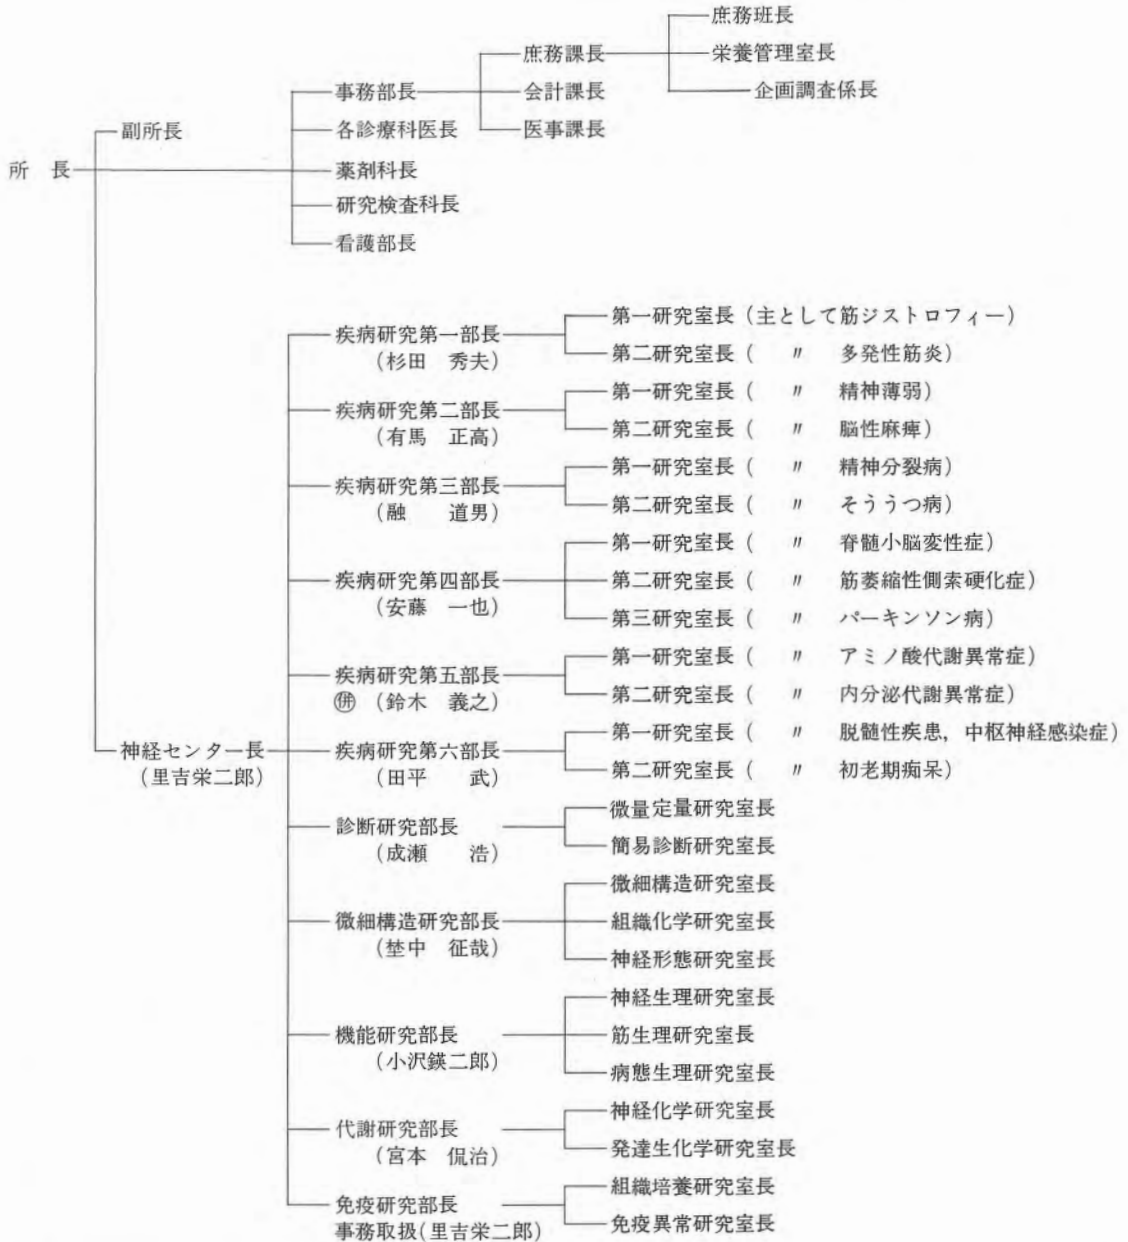 庶務班長
庶務課長 栄養管理室長
事務部長 会計課長 企画調査係長
副所長 各診療科医長 医事課長
所 長 薬剤科長
研究検査科長
看護部長
第一研究室長(主として筋ジストロフィー)
疾病研究第一部長
(杉田 秀夫) 第二研究室長( 〃 多発性筋炎)
第一研究室長( 〃 精神薄弱)
疾病研究第二部長
(有馬 正高) 第二研究室長( 〃 脳性麻痺)
第一研究室長( 〃 精神分裂病)
疾病研究第三部長
(融 道男) 第二研究室長( 〃 そううつ病)
第一研究室長( 〃 脊髄小脳変性症)
疾病研究第四部長 第二研究室長( 〃 筋萎縮性側索硬化症)
(安藤 一也)
第三研究室長( 〃 パーキンソン病)
第一研究室長( 〃 アミノ酸代謝異常症)
疾病研究第五部長
㊑ (鈴木 義之) 第二研究室長( 〃 内分泌代謝異常症)
第一研究室長( 〃 脱髄性疾患,中枢神経感染症)
神経センター長 疾病研究第六部長
(里吉栄二郎) (田平 武) 第二研究室長( 〃 初老期痴呆)
微量定量研究室長
診断研究部長
(成瀬 浩) 簡易診断研究室長
微細構造研究室長
微細構造研究部長 組織化学研究室長
(埜中 征哉)
神経形態研究室長
神経生理研究室長
機能研究部長 筋生理研究室長
(小沢鍈二郎)
病態生理研究室長
神経化学研究室長
代謝研究部長
(宮本 侃治) 発達生化学研究室長
組織培養研究室長
免疫研究部長
事務取扱(里吉栄二郎) 免疫異常研究室長